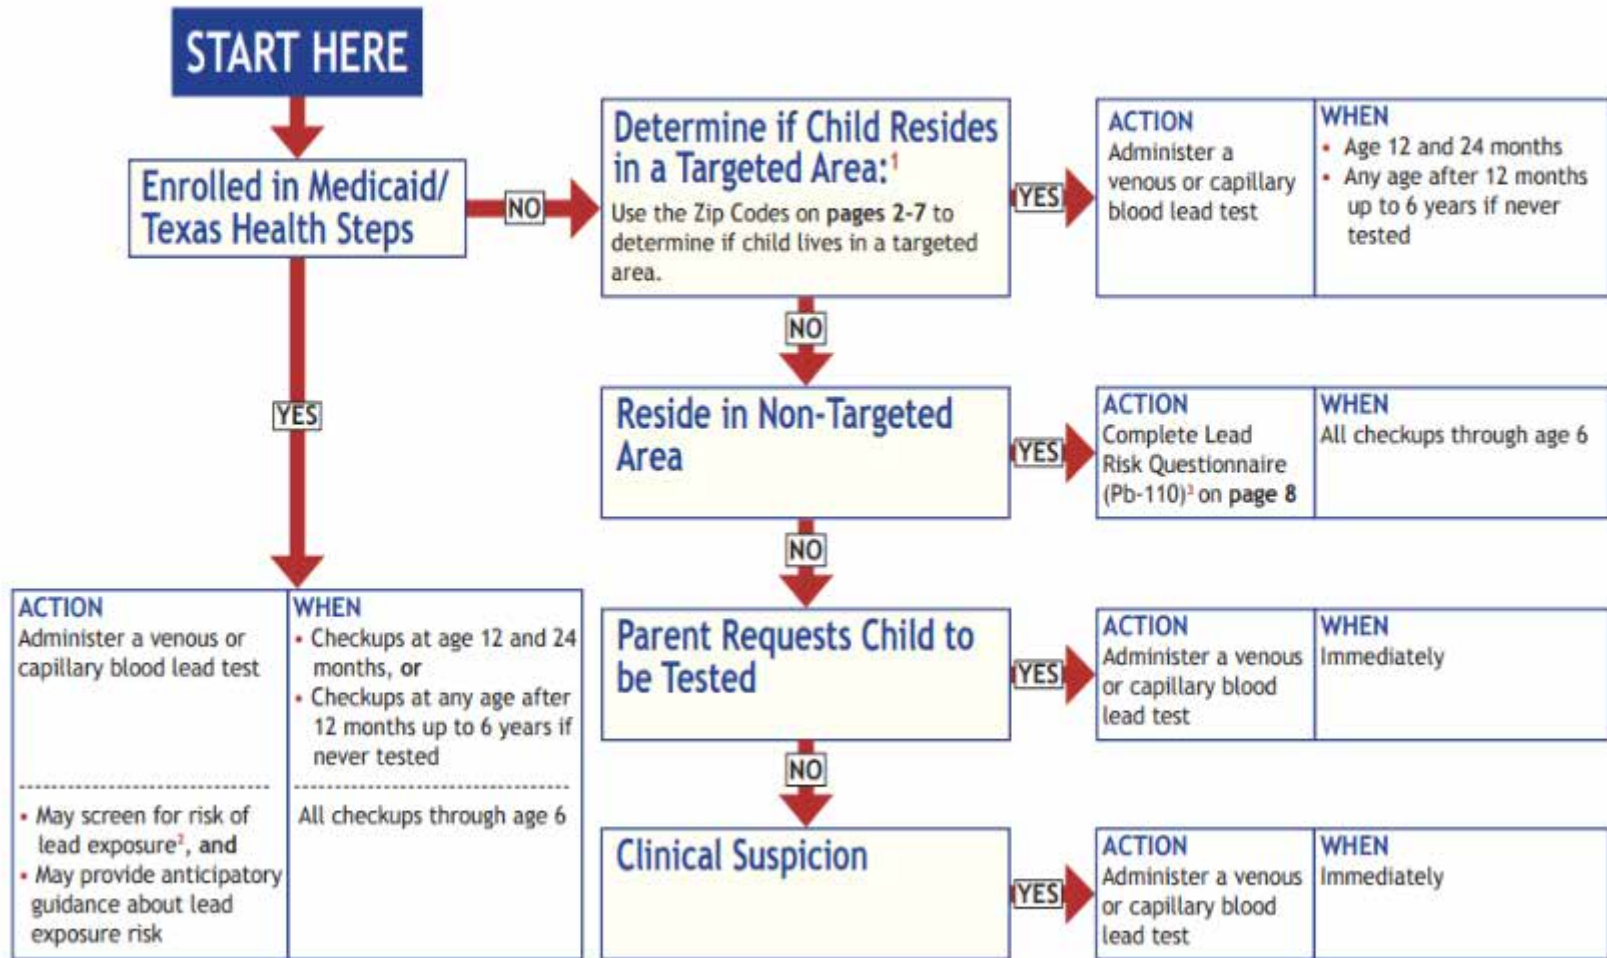 START HERE
Enrolled in Medicaid/
Texas Health Steps
NO
Determine if Child Resides
in a Targeted Area:¹
Use the Zip Codes on pages 2-7 to
determine if child lives in a targeted
area.
YES
ACTION
Administer a
venous or capillary
blood lead test
WHEN
• Age 12 and 24 months
• Any age after 12 months
up to 6 years if never
tested
NO
Reside in Non-Targeted
Area
YES
ACTION
Complete Lead
Risk Questionnaire
(Pb-110)³ on page 8
WHEN
All checkups through age 6
NO
Parent Requests Child to
be Tested
YES
ACTION
Administer a venous
or capillary blood
lead test
WHEN
Immediately
NO
Clinical Suspicion
YES
ACTION
Administer a venous
or capillary blood
lead test
WHEN
Immediately
YES
ACTION
Administer a venous or
capillary blood lead test
WHEN
• Checkups at age 12 and 24
months, or
• Checkups at any age after
12 months up to 6 years if
never tested
• May screen for risk of
lead exposure², and
• May provide anticipatory
guidance about lead
exposure risk
All checkups through age 6